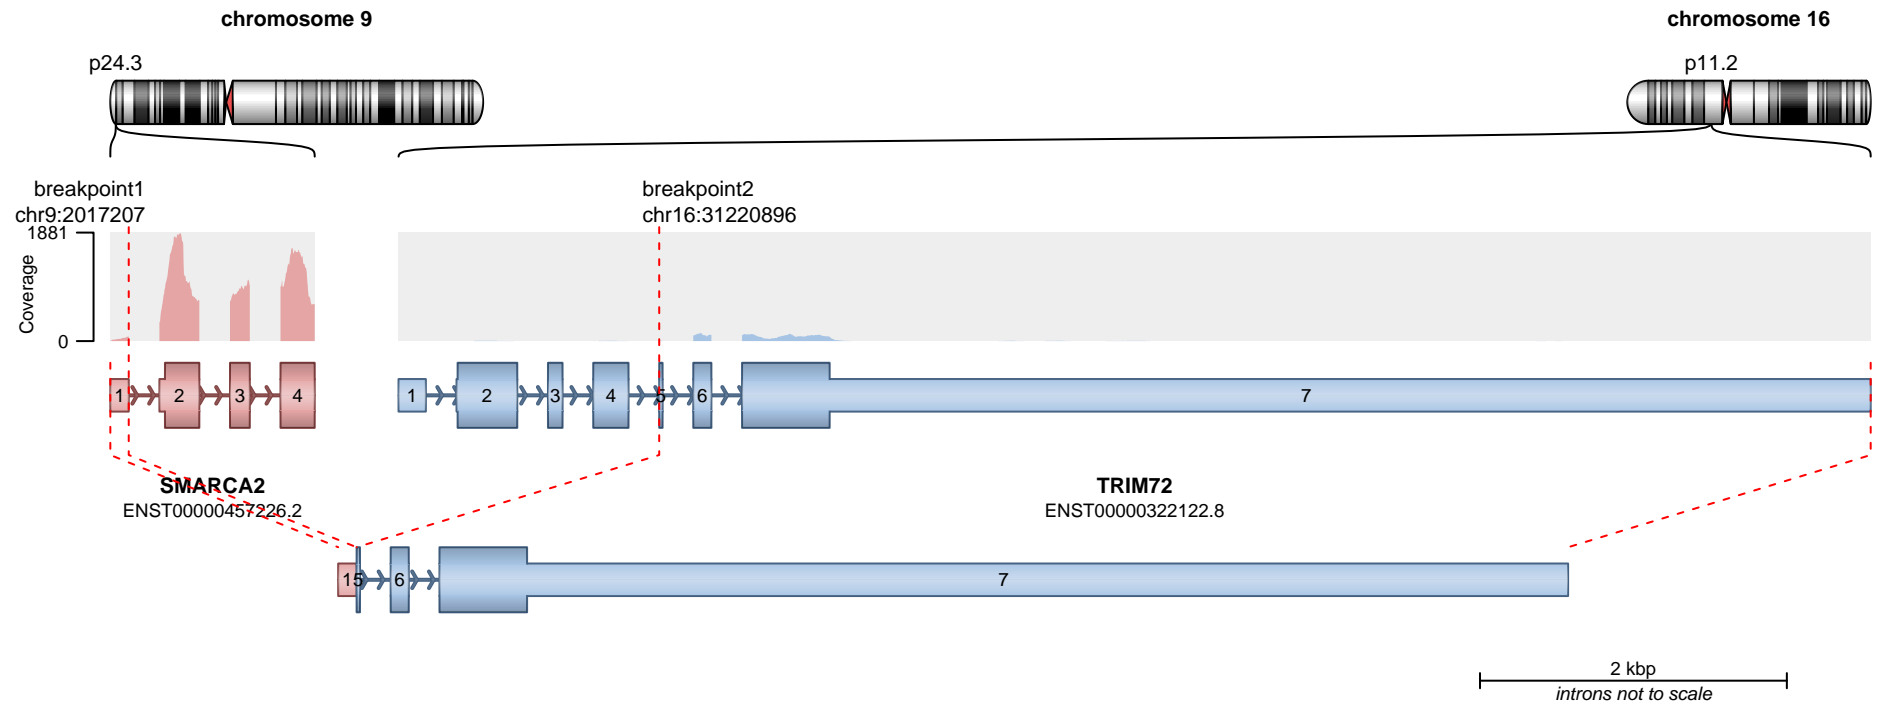 chromosome 9
chromosome 16
p24.3
p11.2
breakpoint1
chr9:2017207
breakpoint2
chr16:31220896
1881
Coverage
0
1
2
3
4
1
2
3
4
5
6
7
SMARCA2
ENST00000457226.2
TRIM72
ENST00000322122.8
1
5
6
7
2 kbp
introns not to scale